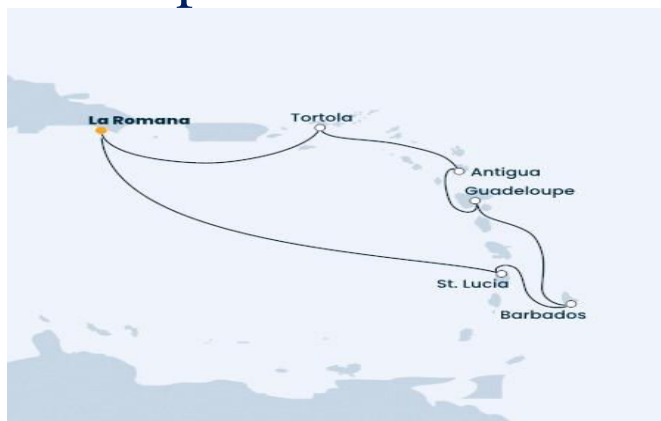 La Romana
Tortola
Antigua
Guadeloupe
St. Lucia
Barbados